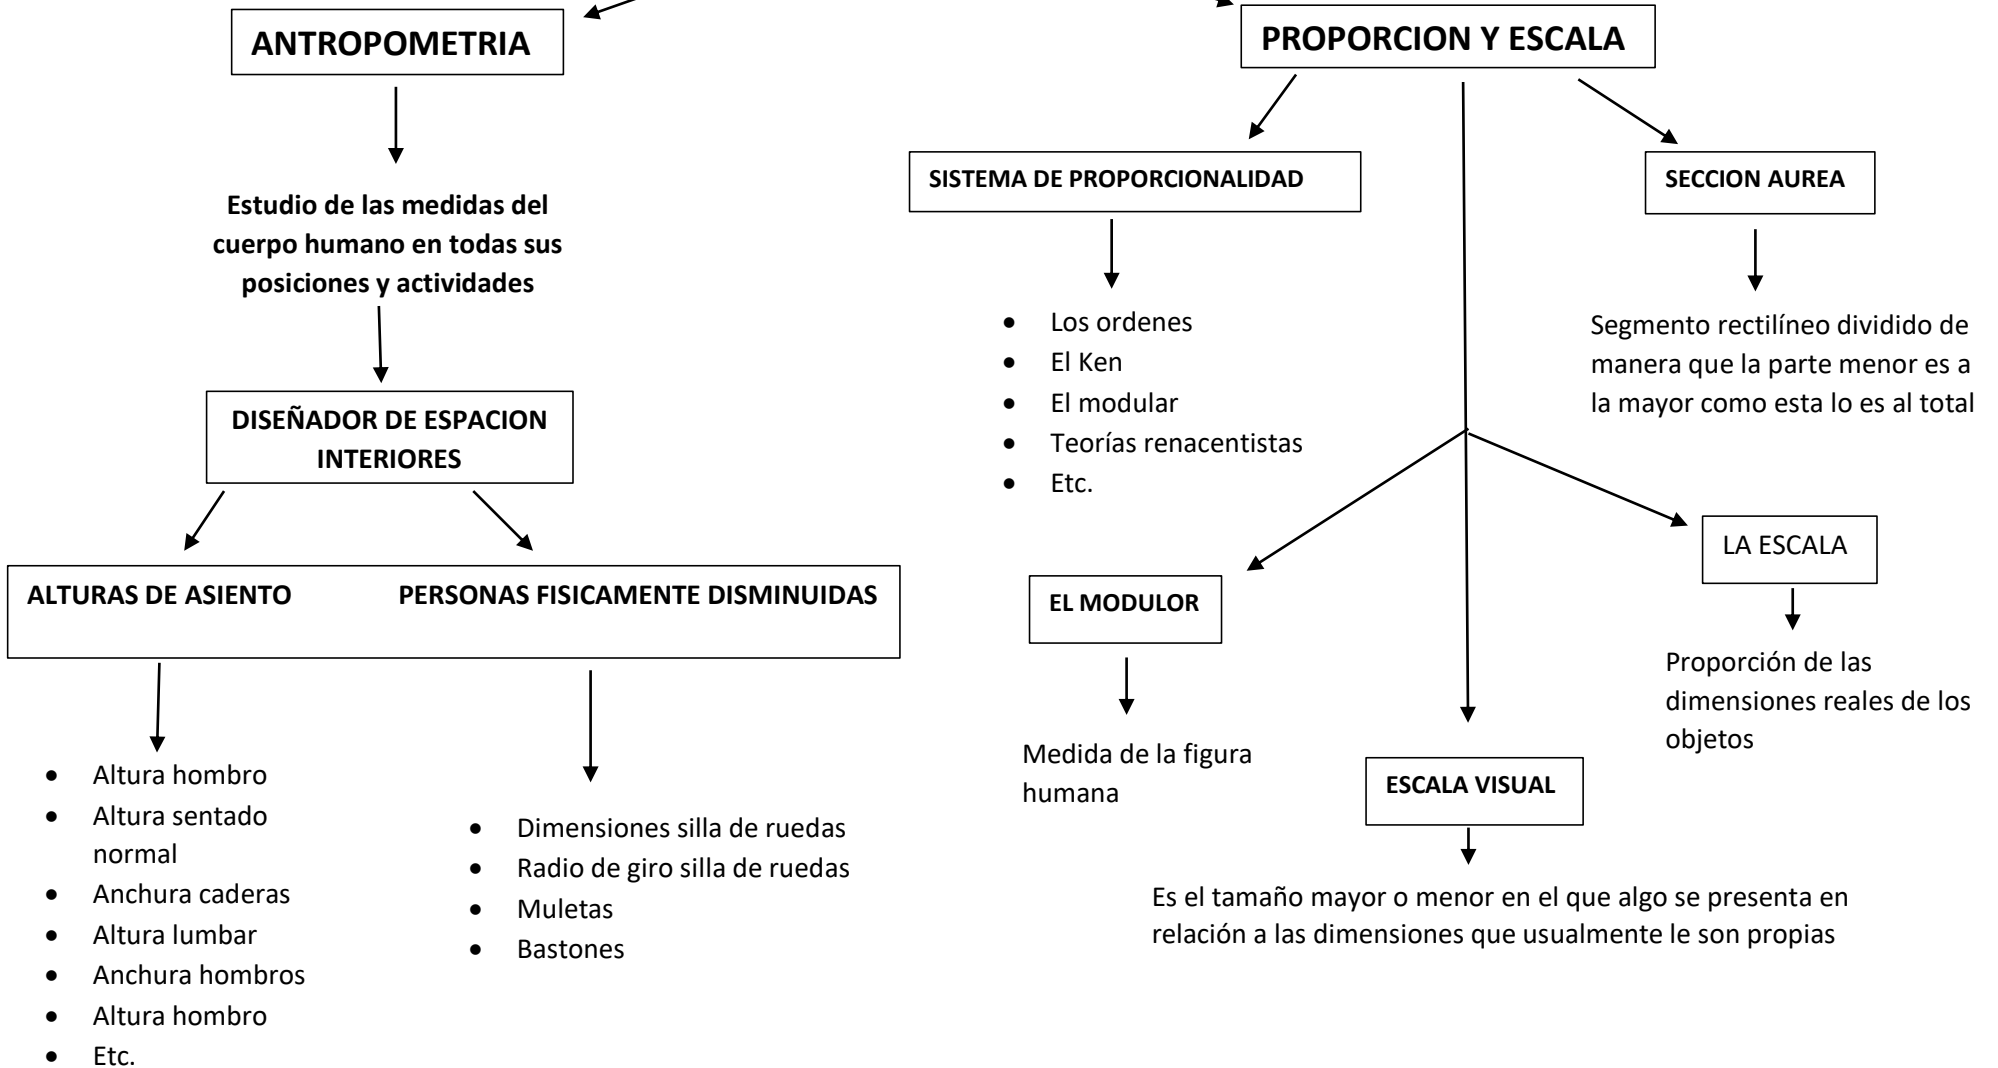 ANTROPOMETRIA
Estudio de las medidas del
cuerpo humano en todas sus
posiciones y actividades
DISEÑADOR DE ESPACION
INTERIORES
ALTURAS DE ASIENTO
PERSONAS FISICAMENTE DISMINUIDAS
• Altura hombro
• Altura sentado
normal
• Anchura caderas
• Altura lumbar
• Anchura hombros
• Altura hombro
• Etc.
• Dimensiones silla de ruedas
• Radio de giro silla de ruedas
• Muletas
• Bastones
PROPORCION Y ESCALA
SISTEMA DE PROPORCIONALIDAD
• Los ordenes
• El Ken
• El modular
• Teorías renacentistas
• Etc.
SECCION AUREA
Segmento rectilíneo dividido de
manera que la parte menor es a
la mayor como esta lo es al total
EL MODULOR
Medida de la figura
humana
ESCALA VISUAL
Es el tamaño mayor o menor en el que algo se presenta en
relación a las dimensiones que usualmente le son propias
LA ESCALA
Proporción de las
dimensiones reales de los
objetos